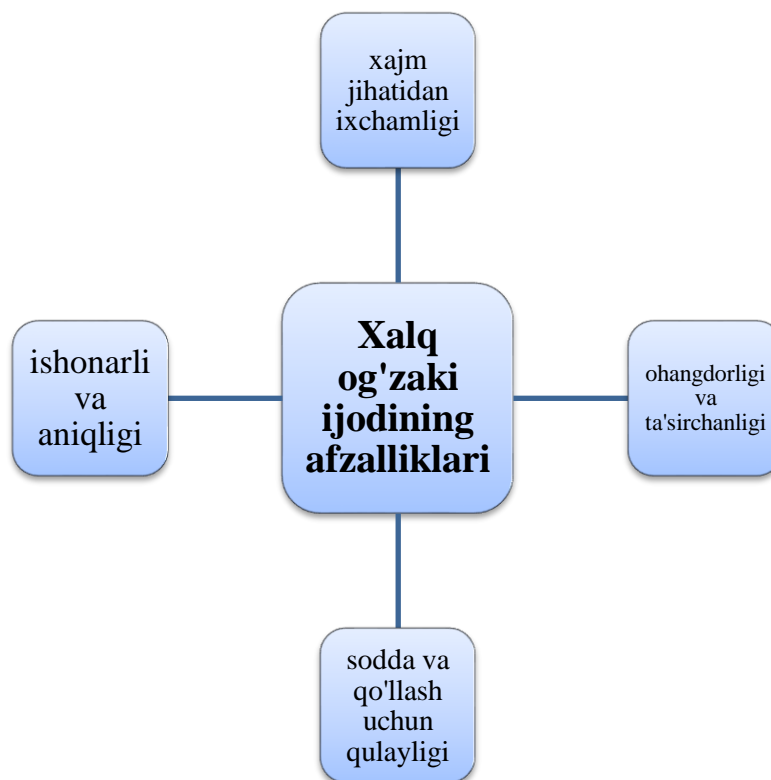 xajm
jihatidan
ixchamligi
ishonarli
va
aniqligi
Xalq
og'zaki
ijodining
afzalliklari
ohangdorligi
va
ta'sirchanligi
sodda va
qo'llash
uchun
qulayligi